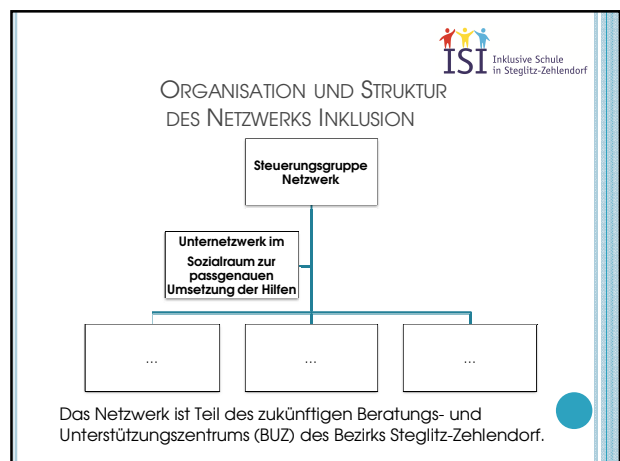 ISI Inklusive Schule
in Steglitz-Zehlendorf
ORGANISATION UND STRUKTUR
DES NETZWERKS INKLUSION
Steuerungsgruppe
Netzwerk
Unternetzwerk im
Sozialraum zur
passgenauen
Umsetzung der Hilfen
...
...
...
Das Netzwerk ist Teil des zukünftigen Beratungs- und
Unterstützungszentrums (BUZ) des Bezirks Steglitz-Zehlendorf.